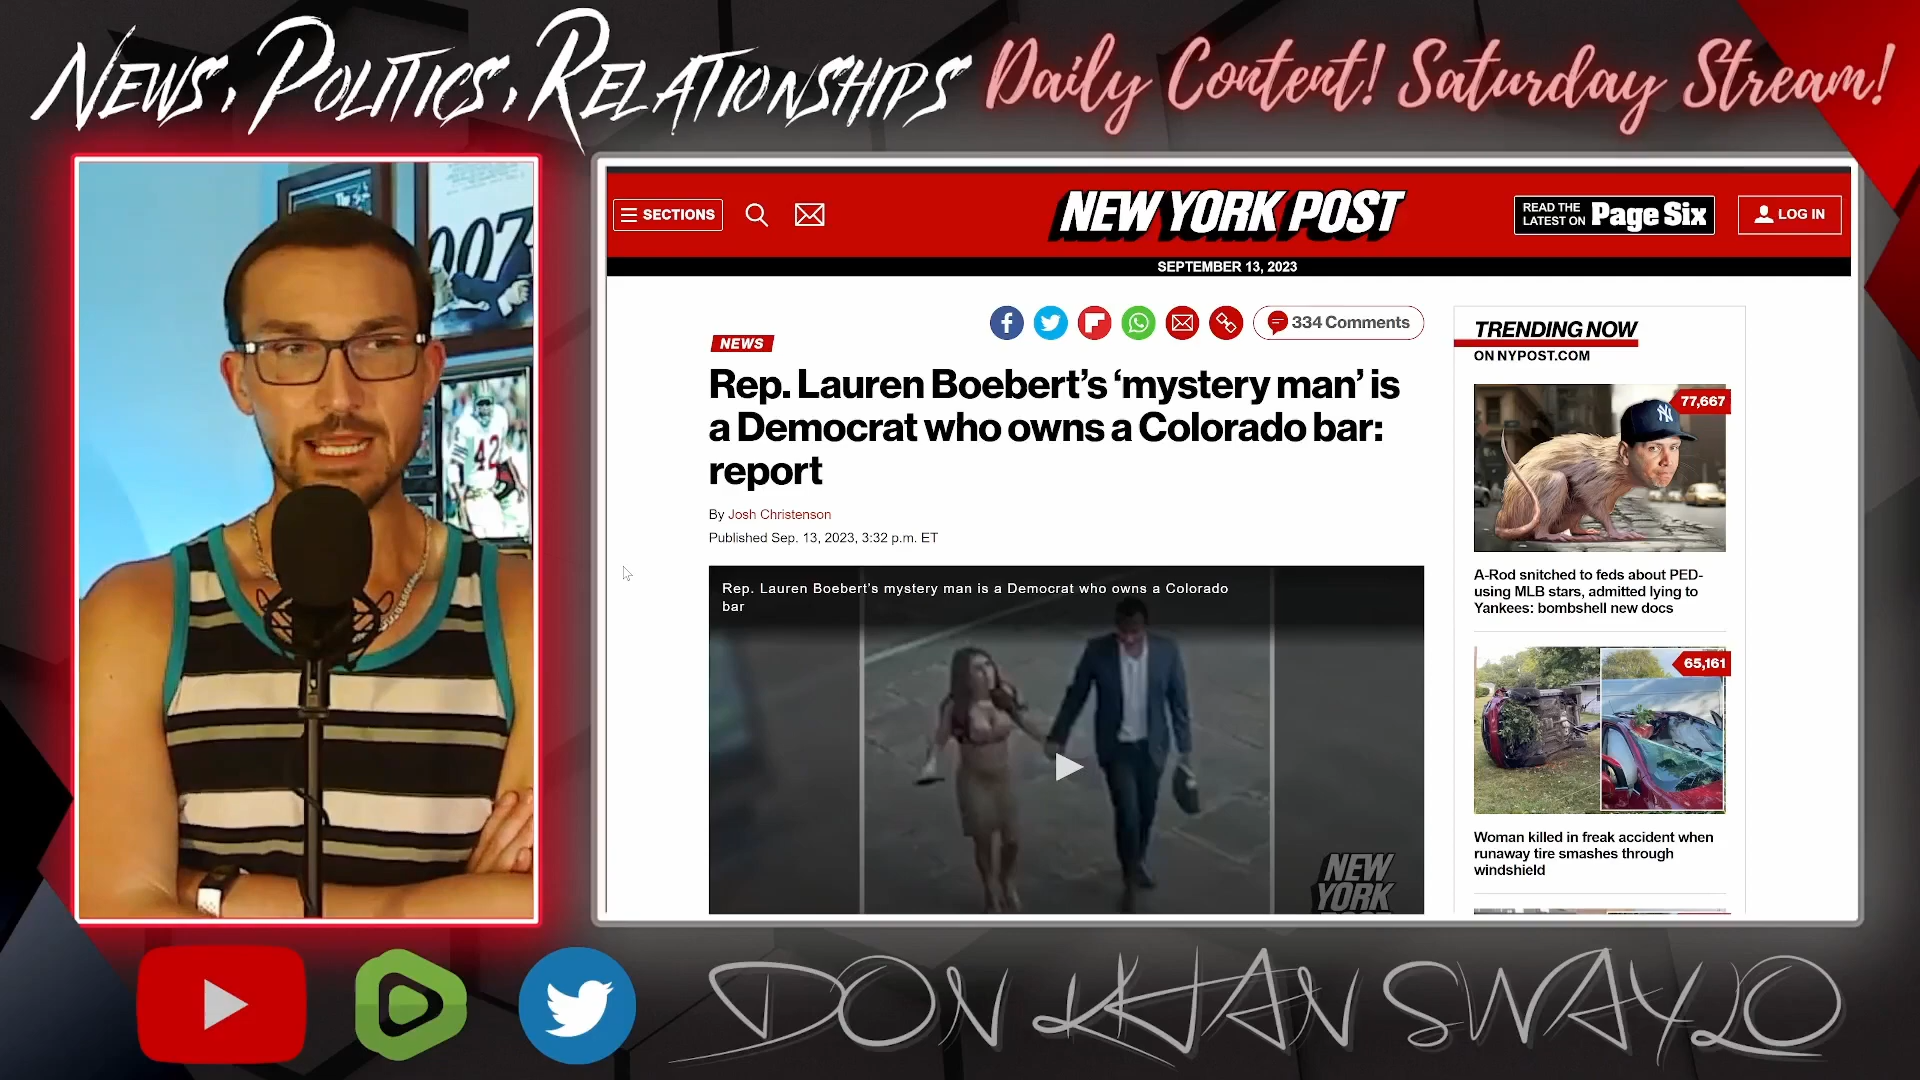 NEWS, POLITICS, RELATIONSHIPS
Daily Content! Saturday Stream!
007
42
SECTIONS
NEW YORK POST
READ THE
LATEST ON
Page Six
LOG IN
SEPTEMBER 13, 2023
334 Comments
NEWS
Rep. Lauren Boebert's ‘mystery man’ is
a Democrat who owns a Colorado bar:
report
By Josh Christenson
Published Sep. 13, 2023, 3:32 p.m. ET
Rep. Lauren Boebert's mystery man is a Democrat who owns a Colorado
bar
NEW
YORK
TRENDING NOW
ON NYPOST.COM
77,667
A-Rod snitched to feds about PED-
using MLB stars, admitted lying to
Yankees: bombshell new docs
65,161
Woman killed in freak accident when
runaway tire smashes through
windshield
DON KHAN SWAYLO